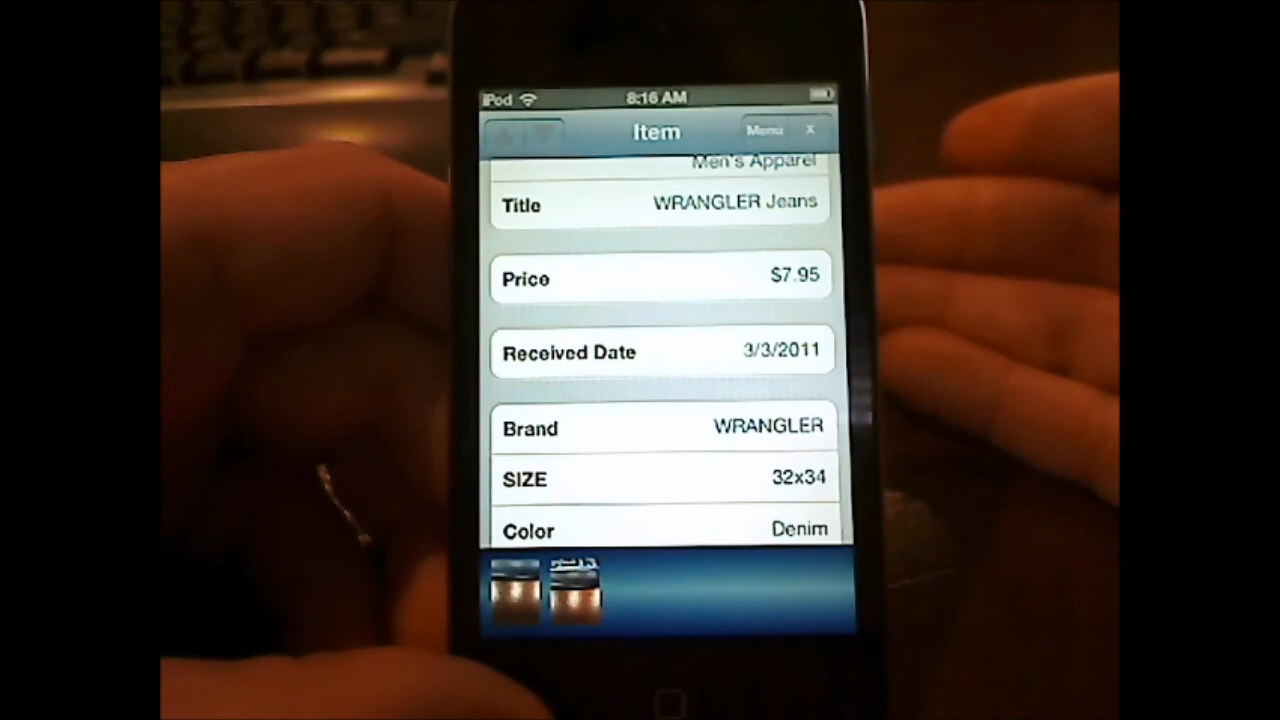 iPod 8:16 AM
Item Menu X
Men's Apparel
Title WRANGLER Jeans
Price $7.95
Received Date 3/3/2011
Brand WRANGLER
SIZE 32x34
Color Denim